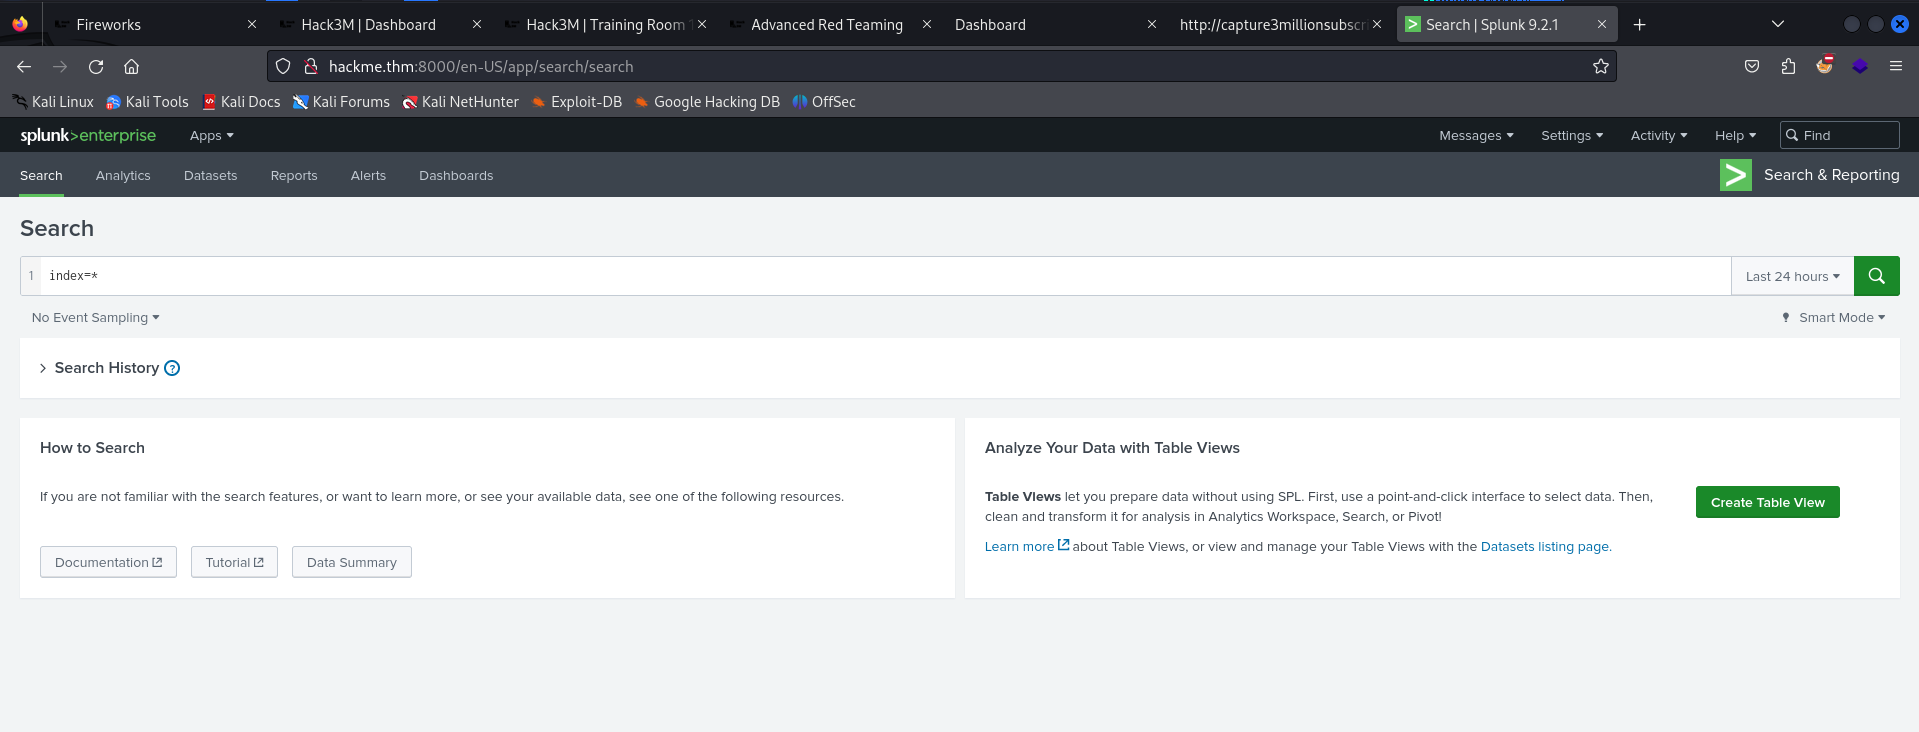 Fireworks
Hack3M | Dashboard
Hack3M | Training Room 1
Advanced Red Teaming
Dashboard
http://capture3millionsubscri
Search | Splunk 9.2.1
hackme.thm:8000/en-US/app/search/search
Kali Linux
Kali Tools
Kali Docs
Kali Forums
Kali NetHunter
Exploit-DB
Google Hacking DB
OffSec
splunk>enterprise
Apps
Messages
Settings
Activity
Help
Find
Search
Analytics
Datasets
Reports
Alerts
Dashboards
Search & Reporting
Search
1 index=*
Last 24 hours
No Event Sampling
Smart Mode
Search History ?
How to Search
If you are not familiar with the search features, or want to learn more, or see your available data, see one of the following resources.
Documentation
Tutorial
Data Summary
Analyze Your Data with Table Views
Table Views let you prepare data without using SPL. First, use a point-and-click interface to select data. Then,
clean and transform it for analysis in Analytics Workspace, Search, or Pivot!
Learn more about Table Views, or view and manage your Table Views with the Datasets listing page.
Create Table View